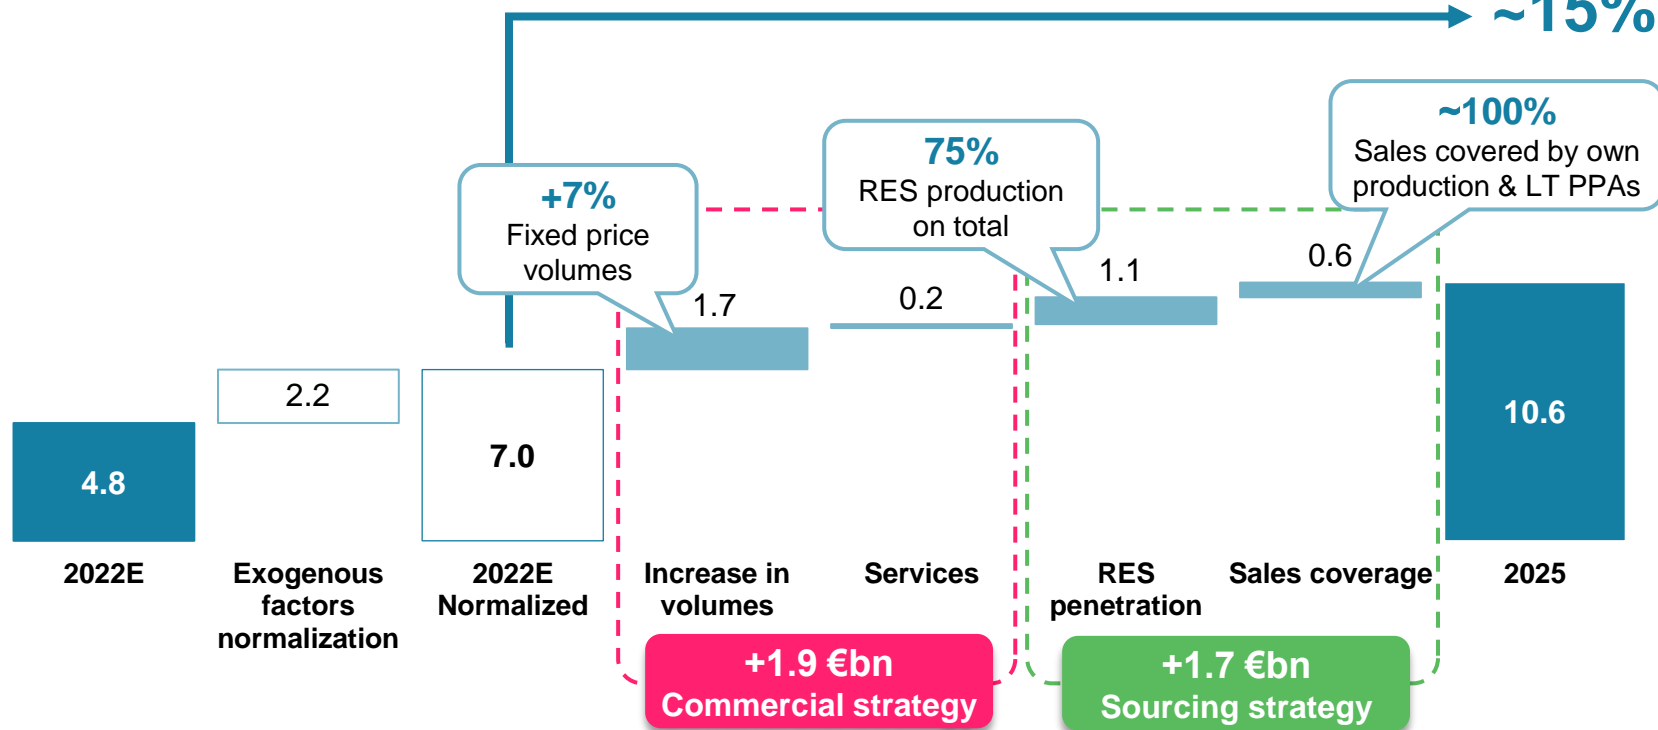 ~15%
~100%
Sales covered by own
production & LT PPAs
75%
RES production
on total
+7%
Fixed price
volumes
1.7
0.2
1.1
0.6
2.2
7.0
4.8
10.6
2022E
Exogenous
factors
normalization
2022E
Normalized
Increase in
volumes
Services
RES
penetration
Sales coverage
2025
+1.9 €bn
Commercial strategy
+1.7 €bn
Sourcing strategy